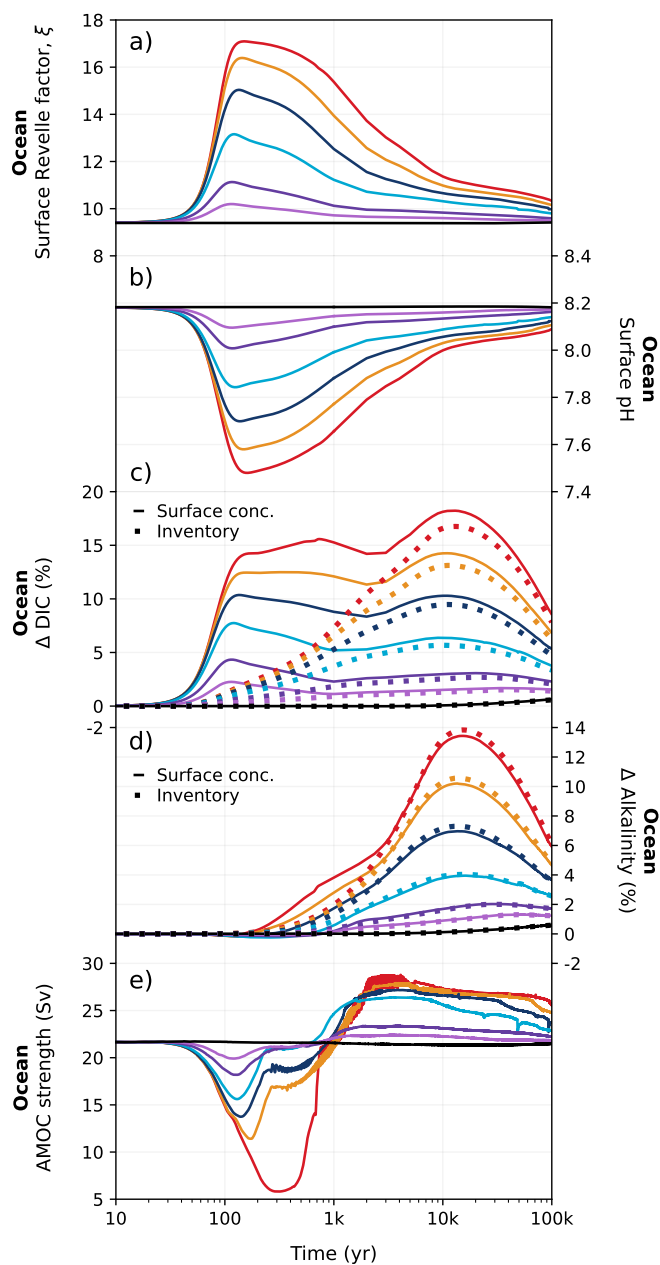 a)
Ocean
Surface Revelle factor, ξ
18
16
14
12
10
8
b)
8.4
8.2
8.0
7.8
7.6
7.4
Ocean
Surface pH
c)
Ocean
Δ DIC (%)
20
15
10
5
0
-2
Surface conc.
Inventory
d)
Surface conc.
Inventory
14
12
10
8
6
4
2
0
-2
Ocean
Δ Alkalinity (%)
e)
Ocean
AMOC strength (Sv)
30
25
20
15
10
5
10 100 1k 10k 100k
Time (yr)